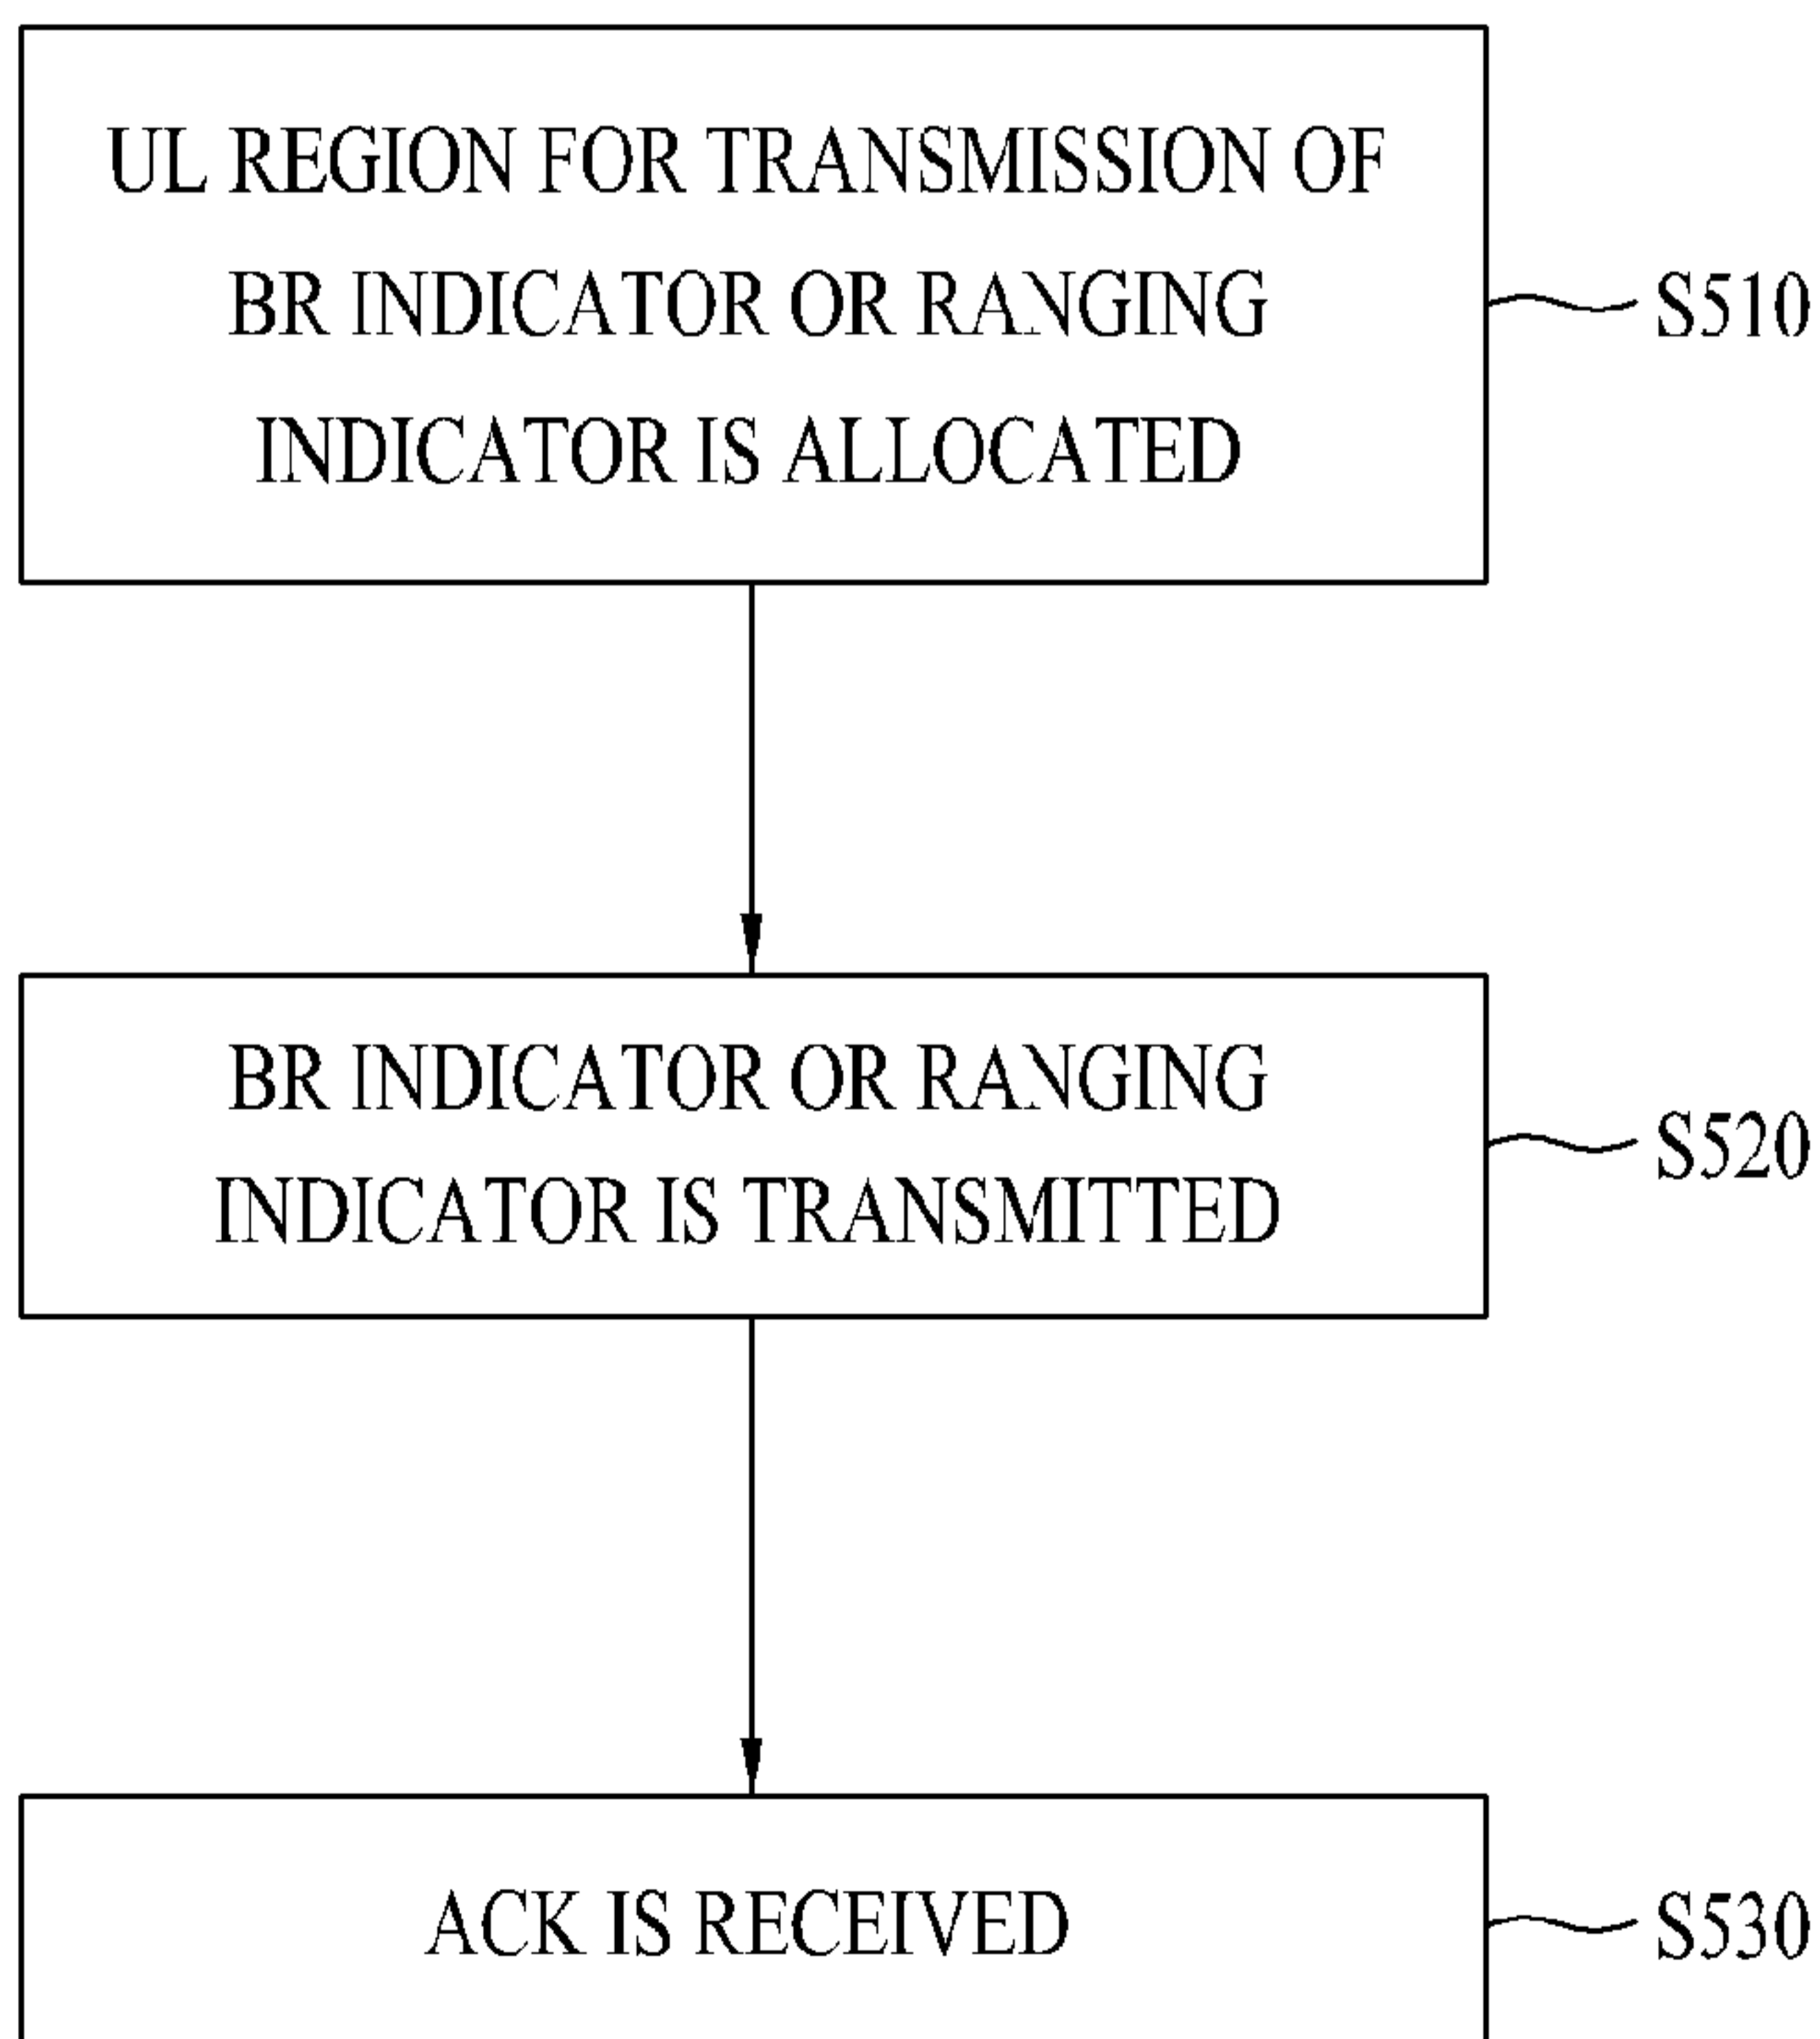 UL REGION FOR TRANSMISSION OF
BR INDICATOR OR RANGING
INDICATOR IS ALLOCATED
S510
BR INDICATOR OR RANGING
INDICATOR IS TRANSMITTED
S520
ACK IS RECEIVED
S530